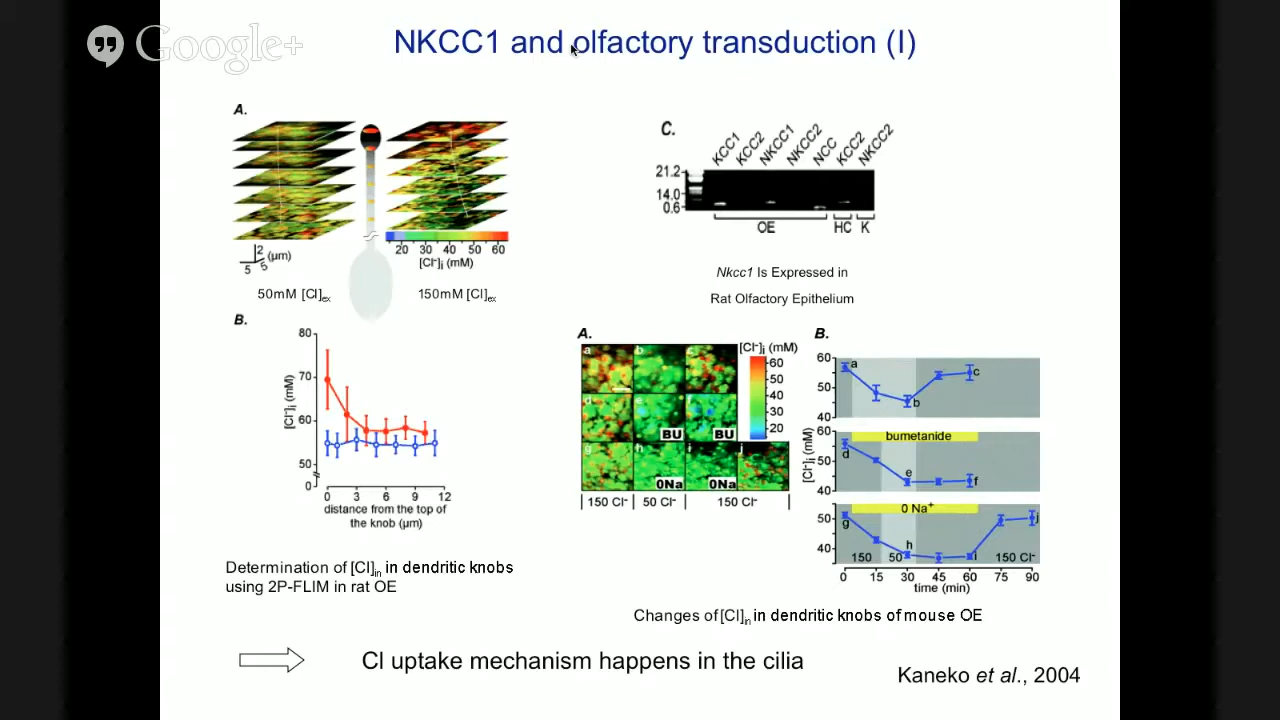 Google+
NKCC1 and olfactory transduction (I)
A.
2
5 5 (µm)
20 30 40 50 60
[Cl⁻]i (mM)
50mM [Cl]ex
150mM [Cl]ex
C.
KCC1 KCC2 NKCC1 NKCC2 NCC KCC2 NKCC2
21.2
14.0
0.6
OE HC K
Nkcc1 Is Expressed in
Rat Olfactory Epithelium
B.
80
70
60
50
0
[Cl⁻]i (mM)
0 3 6 9 12
distance from the top of
the knob (µm)
Determination of [Cl]in in dendritic knobs
using 2P-FLIM in rat OE
A.
a b c
d e f
BU BU
g h i j
0Na 0Na
150 Cl⁻ 50 Cl⁻ 150 Cl⁻
[Cl⁻]i (mM)
60
50
40
30
20
B.
60
50
40
a b c
60
50
40
bumetanide
d e f
[Cl⁻]i (mM)
50
40
0 Na⁺
g h i j
150 50 150 Cl⁻
0 15 30 45 60 75 90
time (min)
Changes of [Cl]in in dendritic knobs of mouse OE
Cl uptake mechanism happens in the cilia
Kaneko et al., 2004